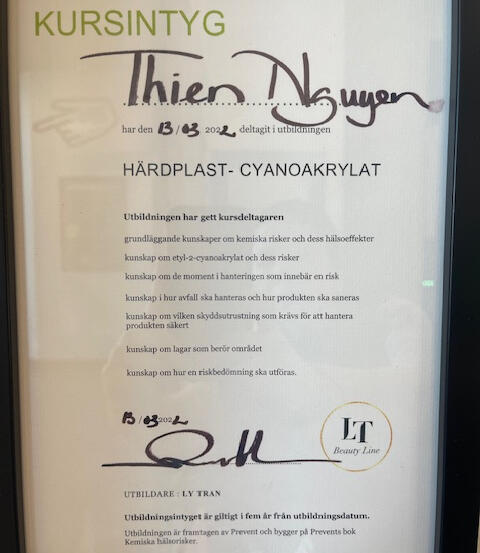 KURSINTYG
Thien Nguyen
har den 13/03 2022 deltagit i utbildningen
HÄRDPLAST- CYANOAKRYLAT
Utbildningen har gett kursdeltagaren
grundläggande kunskaper om kemiska risker och dess hälsoeffekter
kunskap om etyl-2-cyanoakrylat och dess risker
kunskap om de moment i hanteringen som innebär en risk
kunskap i hur avfall ska hanteras och hur produkten ska saneras
kunskap om vilken skyddsutrustning som krävs för att hantera
produkten säkert
kunskap om lagar som berör området
kunskap om hur en riskbedömning ska utföras.
13/03 2022
LT
Beauty Line
UTBILDARE : LY TRAN
Utbildningsintyget är giltigt i fem år från utbildningsdatum.
Utbildningen är framtagen av Prevent och bygger på Prevents bok
Kemiska hälsorisker.